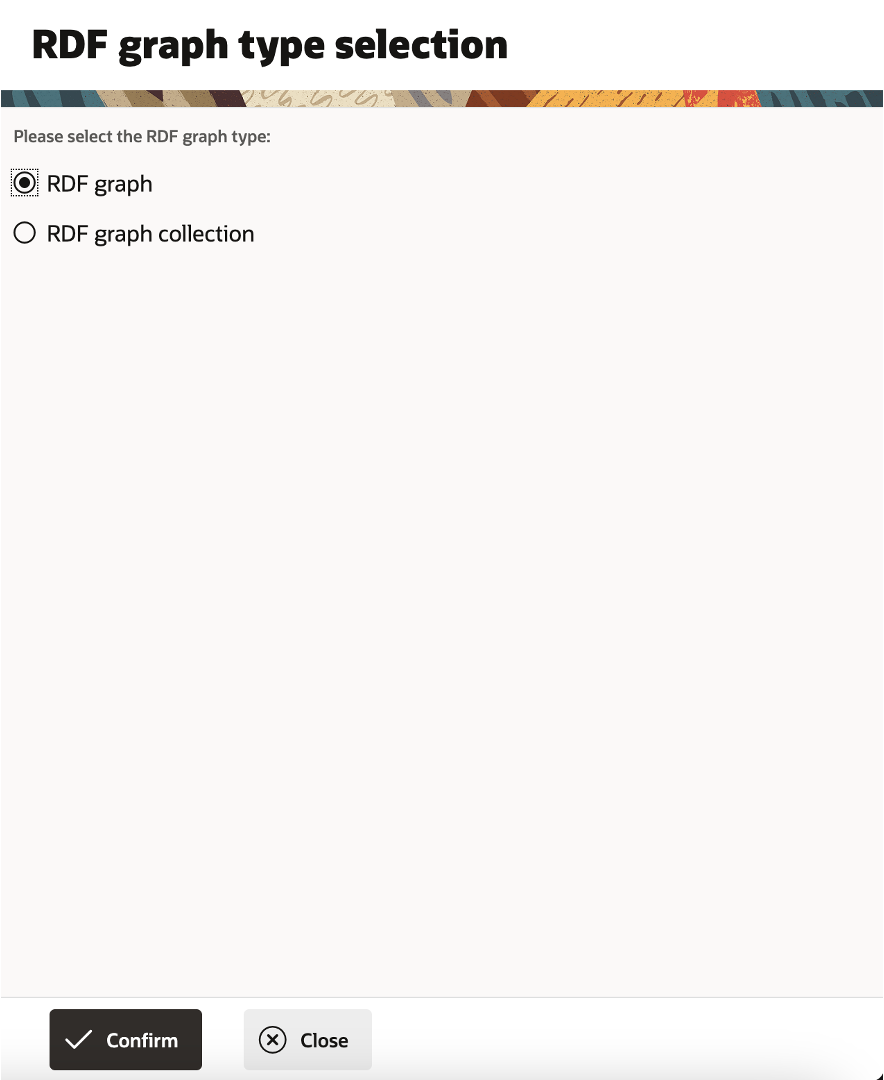 RDF graph type selection
Please select the RDF graph type:
RDF graph
RDF graph collection
Confirm
Close